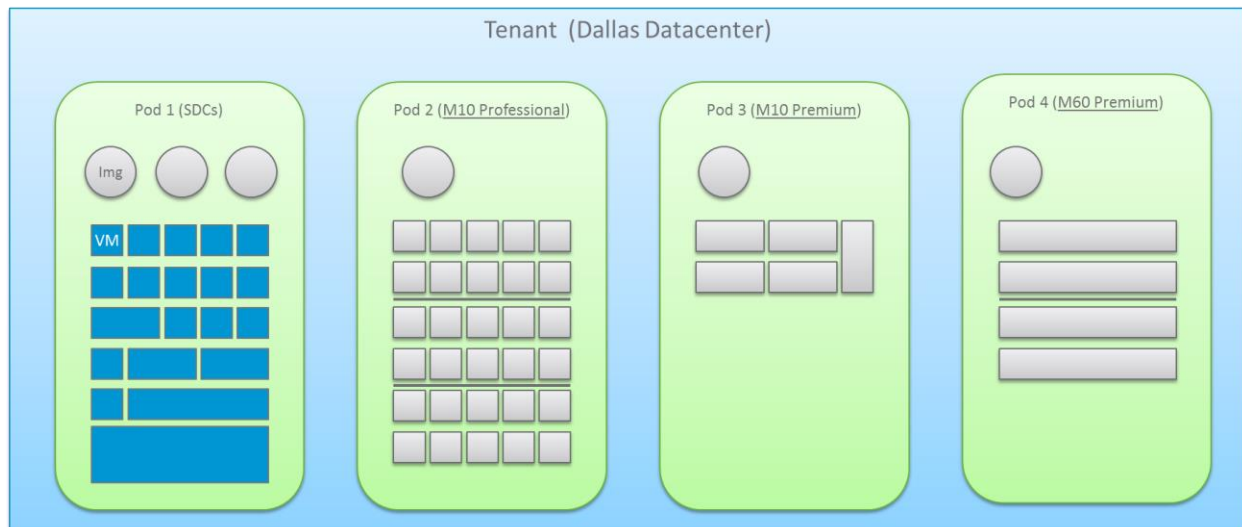 Tenant (Dallas Datacenter)
Pod 1 (SDCs)
Pod 2 (M10 Professional)
Pod 3 (M10 Premium)
Pod 4 (M60 Premium)
Img
VM